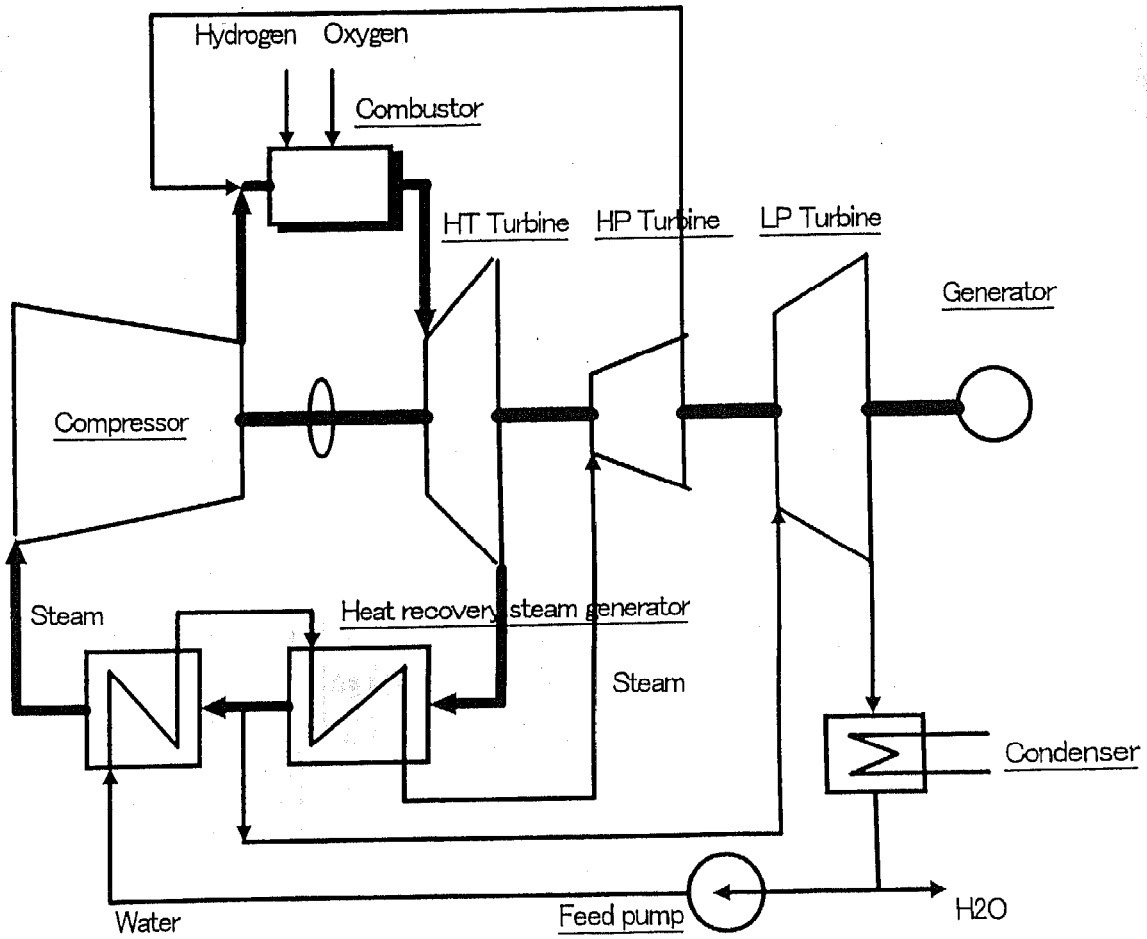 Hydrogen Oxygen
Combustor
HT Turbine HP Turbine LP Turbine
Generator
Compressor
Steam
Heat recovery steam generator
Steam
Condenser
Water
Feed pump
H2O